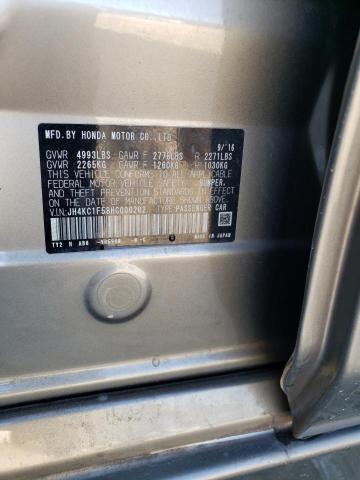 MFD.BY HONDA MOTOR CO.,LTD. 9/16
GVWR 4993LBS GAWR F 2778LBS R 2271LBS
GVWR 2265KG GAWR F 1260KG R 1030KG
THIS VEHICLE CONFORMS TO ALL APPLICABLE
FEDERAL MOTOR VEHICLE SAFETY, BUMPER,
AND THEFT PREVENTION STANDARDS IN EFFECT
ON THE DATE OF MANUFACTURE SHOWN ABOVE.
V.I.N:JH4KC1F58HC000202 TYPE:PASSENGER CAR
TY2 N A00 MADE IN JAPAN